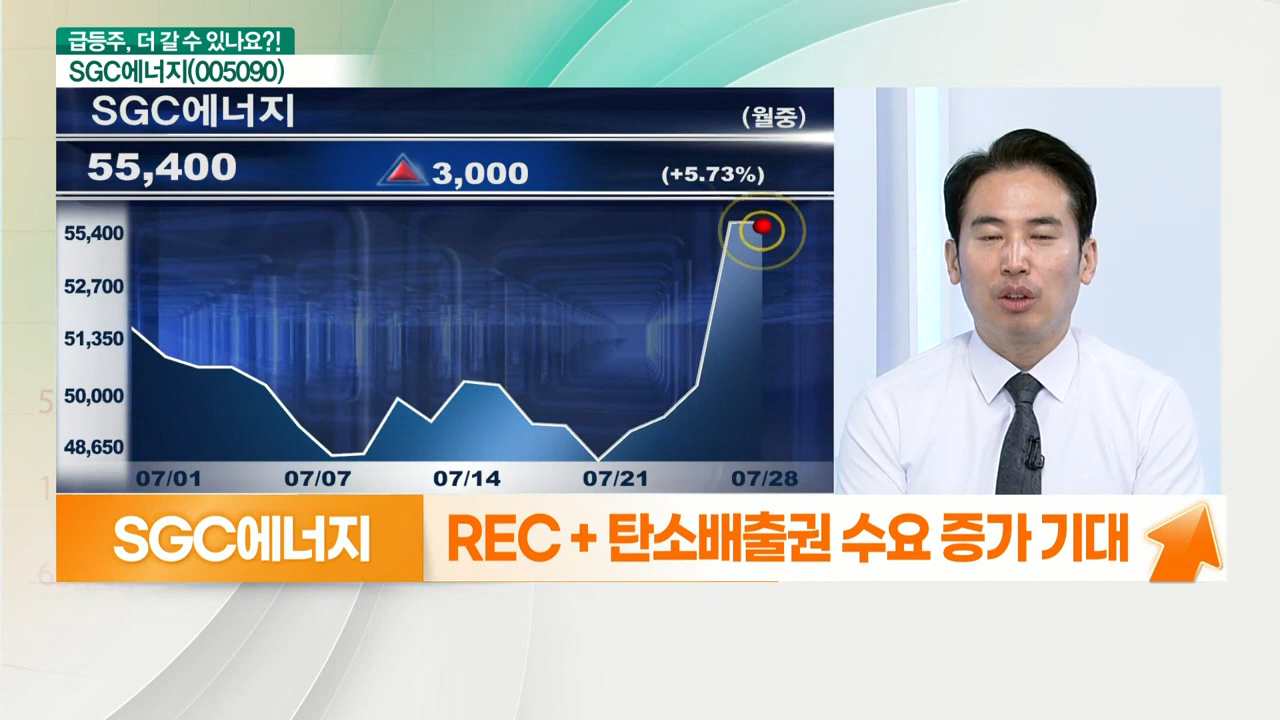 급등주, 더 갈 수 있나요?!
SGC에너지(005090)
SGC에너지 (월중)
55,400 3,000 (+5.73%)
55,400
52,700
51,350
50,000
48,650
07/01 07/07 07/14 07/21 07/28
SGC에너지 REC + 탄소배출권 수요 증가 기대